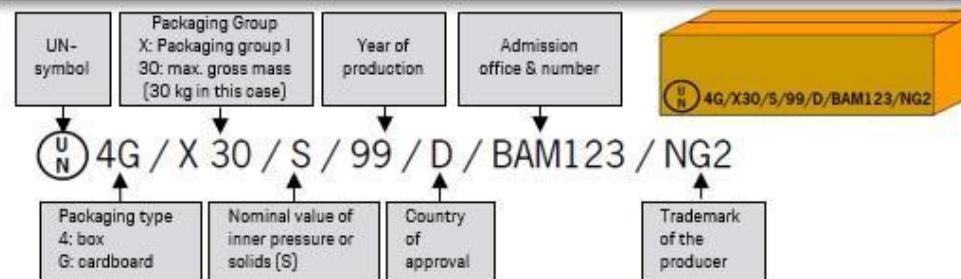 UN-
symbol
Packaging Group
X: Packaging group I
30: max. gross mass
(30 kg in this case)
Year of
production
Admission
office & number
U
N
4G/X30/S/99/D/BAM123/NG2
U
N
4G / X 30 / S / 99 / D / BAM123 / NG2
Packaging type
4: box
G: cardboard
Nominal value of
inner pressure or
solids (S)
Country
of
approval
Trademark
of the
producer